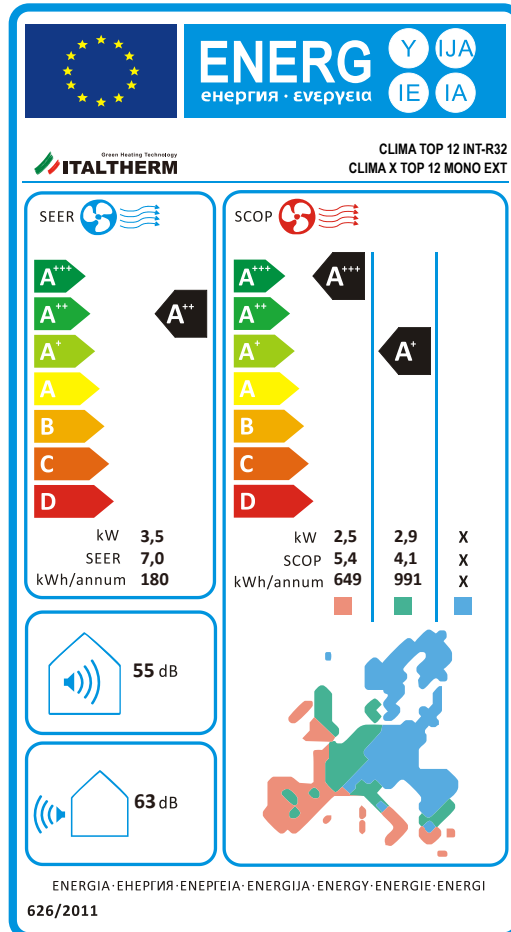 ENERG
енергия · ενεργεια
Y IJA
IE IA
Green Heating Technology
ITALTHERM
CLIMA TOP 12 INT-R32
CLIMA X TOP 12 MONO EXT
SEER
A+++
A++
A+
A
B
C
D
A++
kW 3,5
SEER 7,0
kWh/annum 180
SCOP
A+++
A++
A+
A
B
C
D
A+++
A+
kW 2,5 2,9 X
SCOP 5,4 4,1 X
kWh/annum 649 991 X
55 dB
63 dB
ENERGIA·ЕНЕРГИЯ·ΕΝΕΡΓΕΙΑ·ENERGIJA·ENERGY·ENERGIE·ENERGI
626/2011